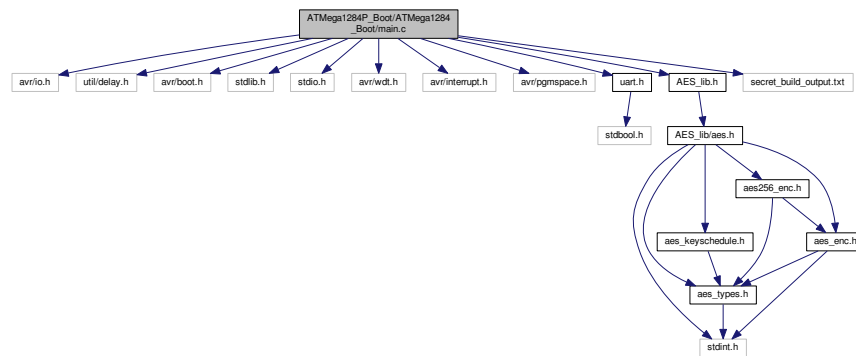 ATMega1284P_Boot/ATMega1284
_Boot/main.c
avr/io.h
util/delay.h
avr/boot.h
stdlib.h
stdio.h
avr/wdt.h
avr/interrupt.h
avr/pgmspace.h
uart.h
AES_lib.h
secret_build_output.txt
stdbool.h
AES_lib/aes.h
aes256_enc.h
aes_keyschedule.h
aes_enc.h
aes_types.h
stdint.h